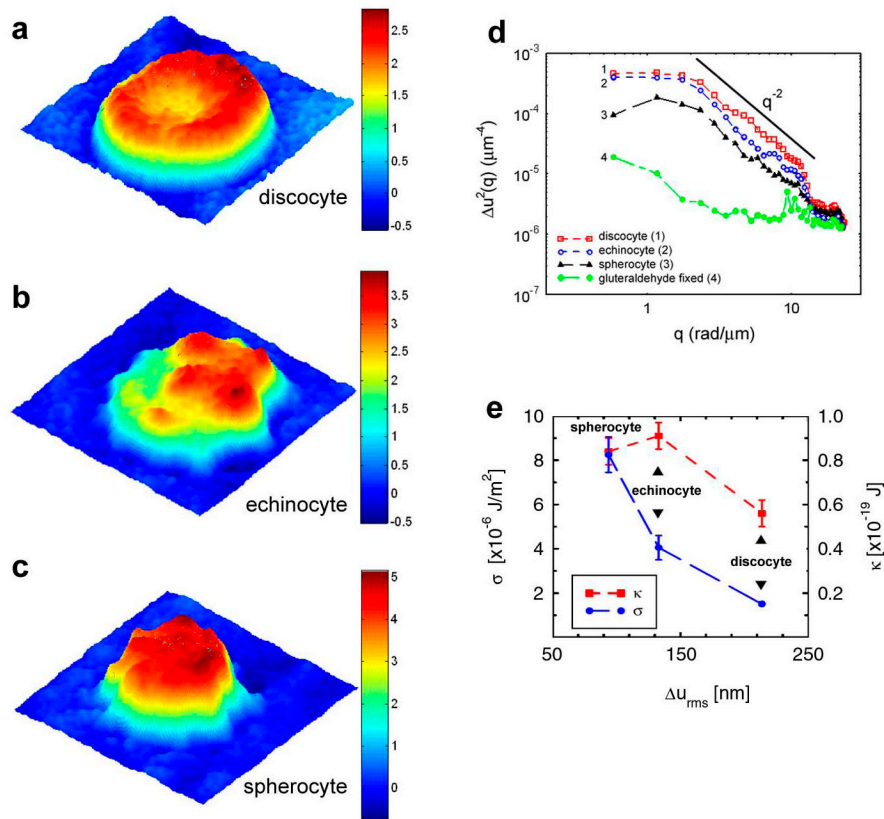 a
2.5
2
1.5
1
0.5
0
-0.5
discocyte
b
3.5
3
2.5
2
1.5
1
0.5
0
-0.5
echinocyte
c
5
4
3
2
1
0
spherocyte
d
10⁻³
10⁻⁴
10⁻⁵
10⁻⁶
10⁻⁷
Δu²(q) (μm⁻⁴)
1
2
3
4
q⁻²
discocyte (1)
echinocyte (2)
spherocyte (3)
gluteraldehyde fixed (4)
1 10
q (rad/μm)
e
10
8
6
4
2
σ [x10⁻⁶ J/m²]
1.0
0.8
0.6
0.4
0.2
κ [x10⁻¹⁹ J]
spherocyte
echinocyte
discocyte
κ
σ
50 150 250
Δu_rms [nm]